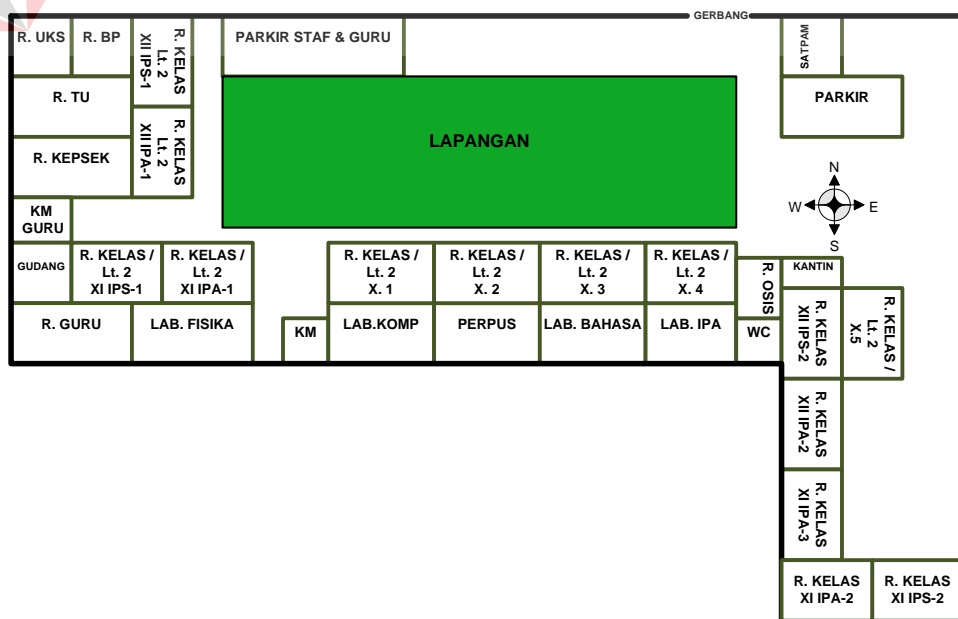 GERBANG
R. UKS
R. BP
R. KELAS
Lt. 2
XII IPS-1
PARKIR STAF & GURU
SATPAM
R. TU
PARKIR
R. KELAS
Lt. 2
XII IPA-1
LAPANGAN
R. KEPSEK
N
W
E
S
KM
GURU
GUDANG
R. KELAS /
Lt. 2
XI IPS-1
R. KELAS /
Lt. 2
XI IPA-1
R. KELAS /
Lt. 2
X. 1
R. KELAS /
Lt. 2
X. 2
R. KELAS /
Lt. 2
X. 3
R. KELAS /
Lt. 2
X. 4
R. OSIS
KANTIN
R. GURU
LAB. FISIKA
KM
LAB.KOMP
PERPUS
LAB. BAHASA
LAB. IPA
WC
R. KELAS
XII IPS-2
R. KELAS /
Lt. 2
X.5
R. KELAS
XII IPA-2
R. KELAS
XI IPA-3
R. KELAS
XI IPA-2
R. KELAS
XI IPS-2